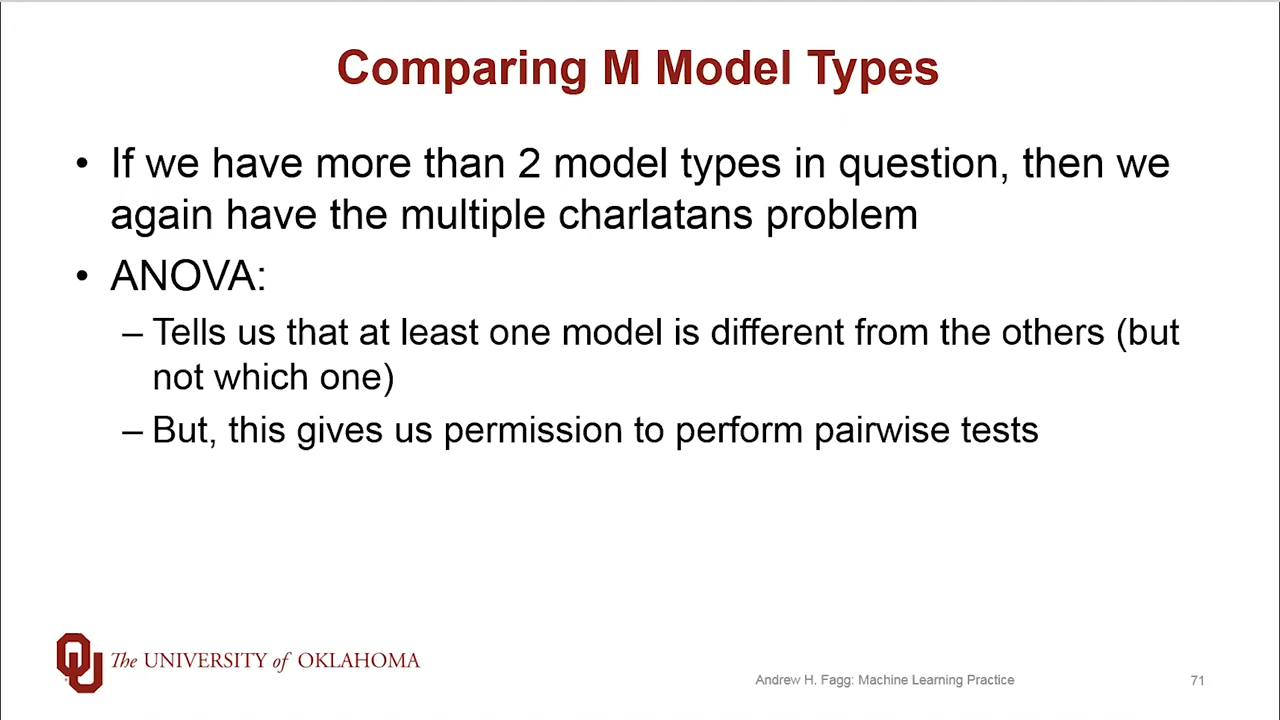 Comparing M Model Types
• If we have more than 2 model types in question, then we
again have the multiple charlatans problem
• ANOVA:
– Tells us that at least one model is different from the others (but
not which one)
– But, this gives us permission to perform pairwise tests
The UNIVERSITY of OKLAHOMA
Andrew H. Fagg: Machine Learning Practice
71